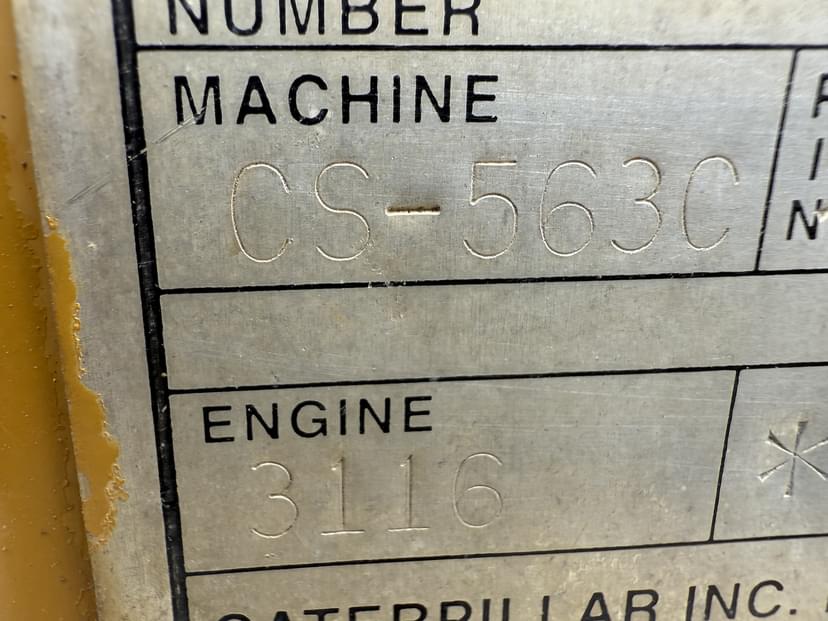 NUMBER
MACHINE
CS-563C
ENGINE
3116
*
CATERPILLAR INC.